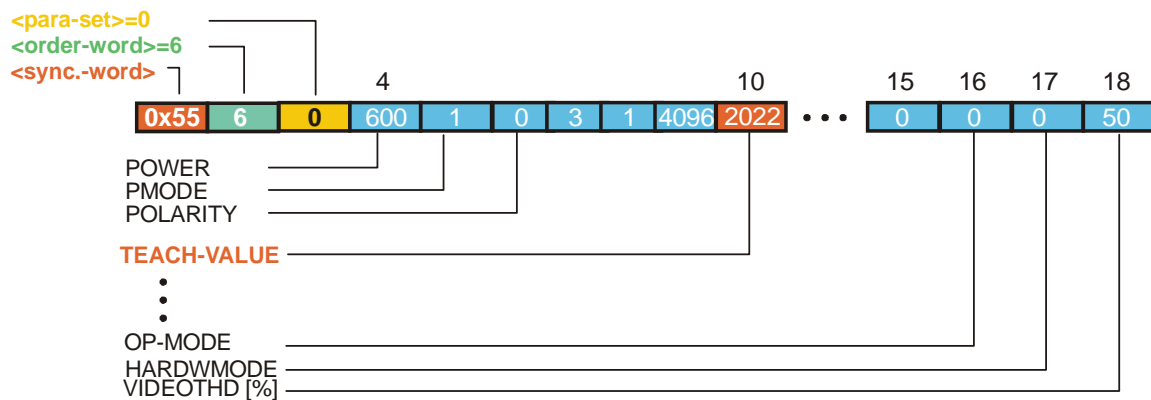 <para-set>=0
<order-word>=6
<sync.-word>
4 10 15 16 17 18
0x55 6 0 600 1 0 3 1 4096 2022 • • • 0 0 0 50
POWER
PMODE
POLARITY
TEACH-VALUE
•
•
•
OP-MODE
HARDWMODE
VIDEOTHD [%]